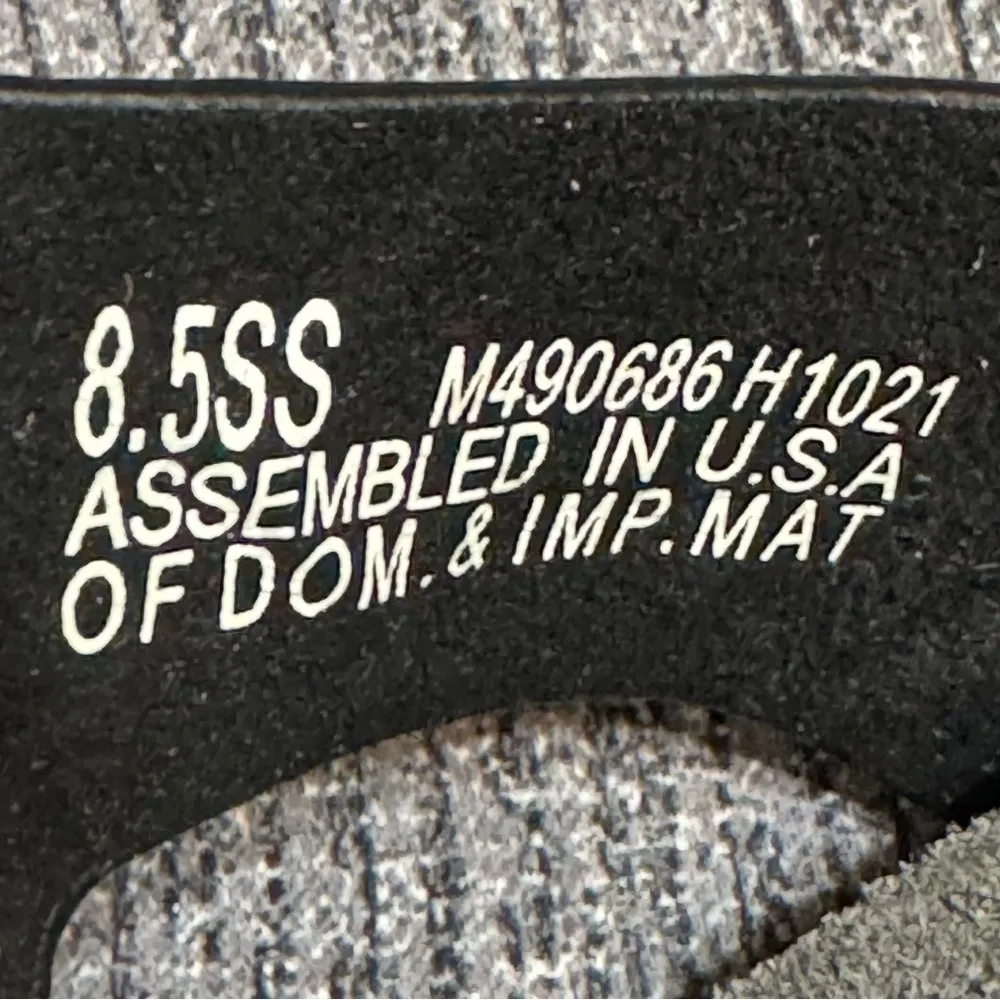 8.5SS M490686 H1021
ASSEMBLED IN U.S.A
OF DOM. & IMP. MAT